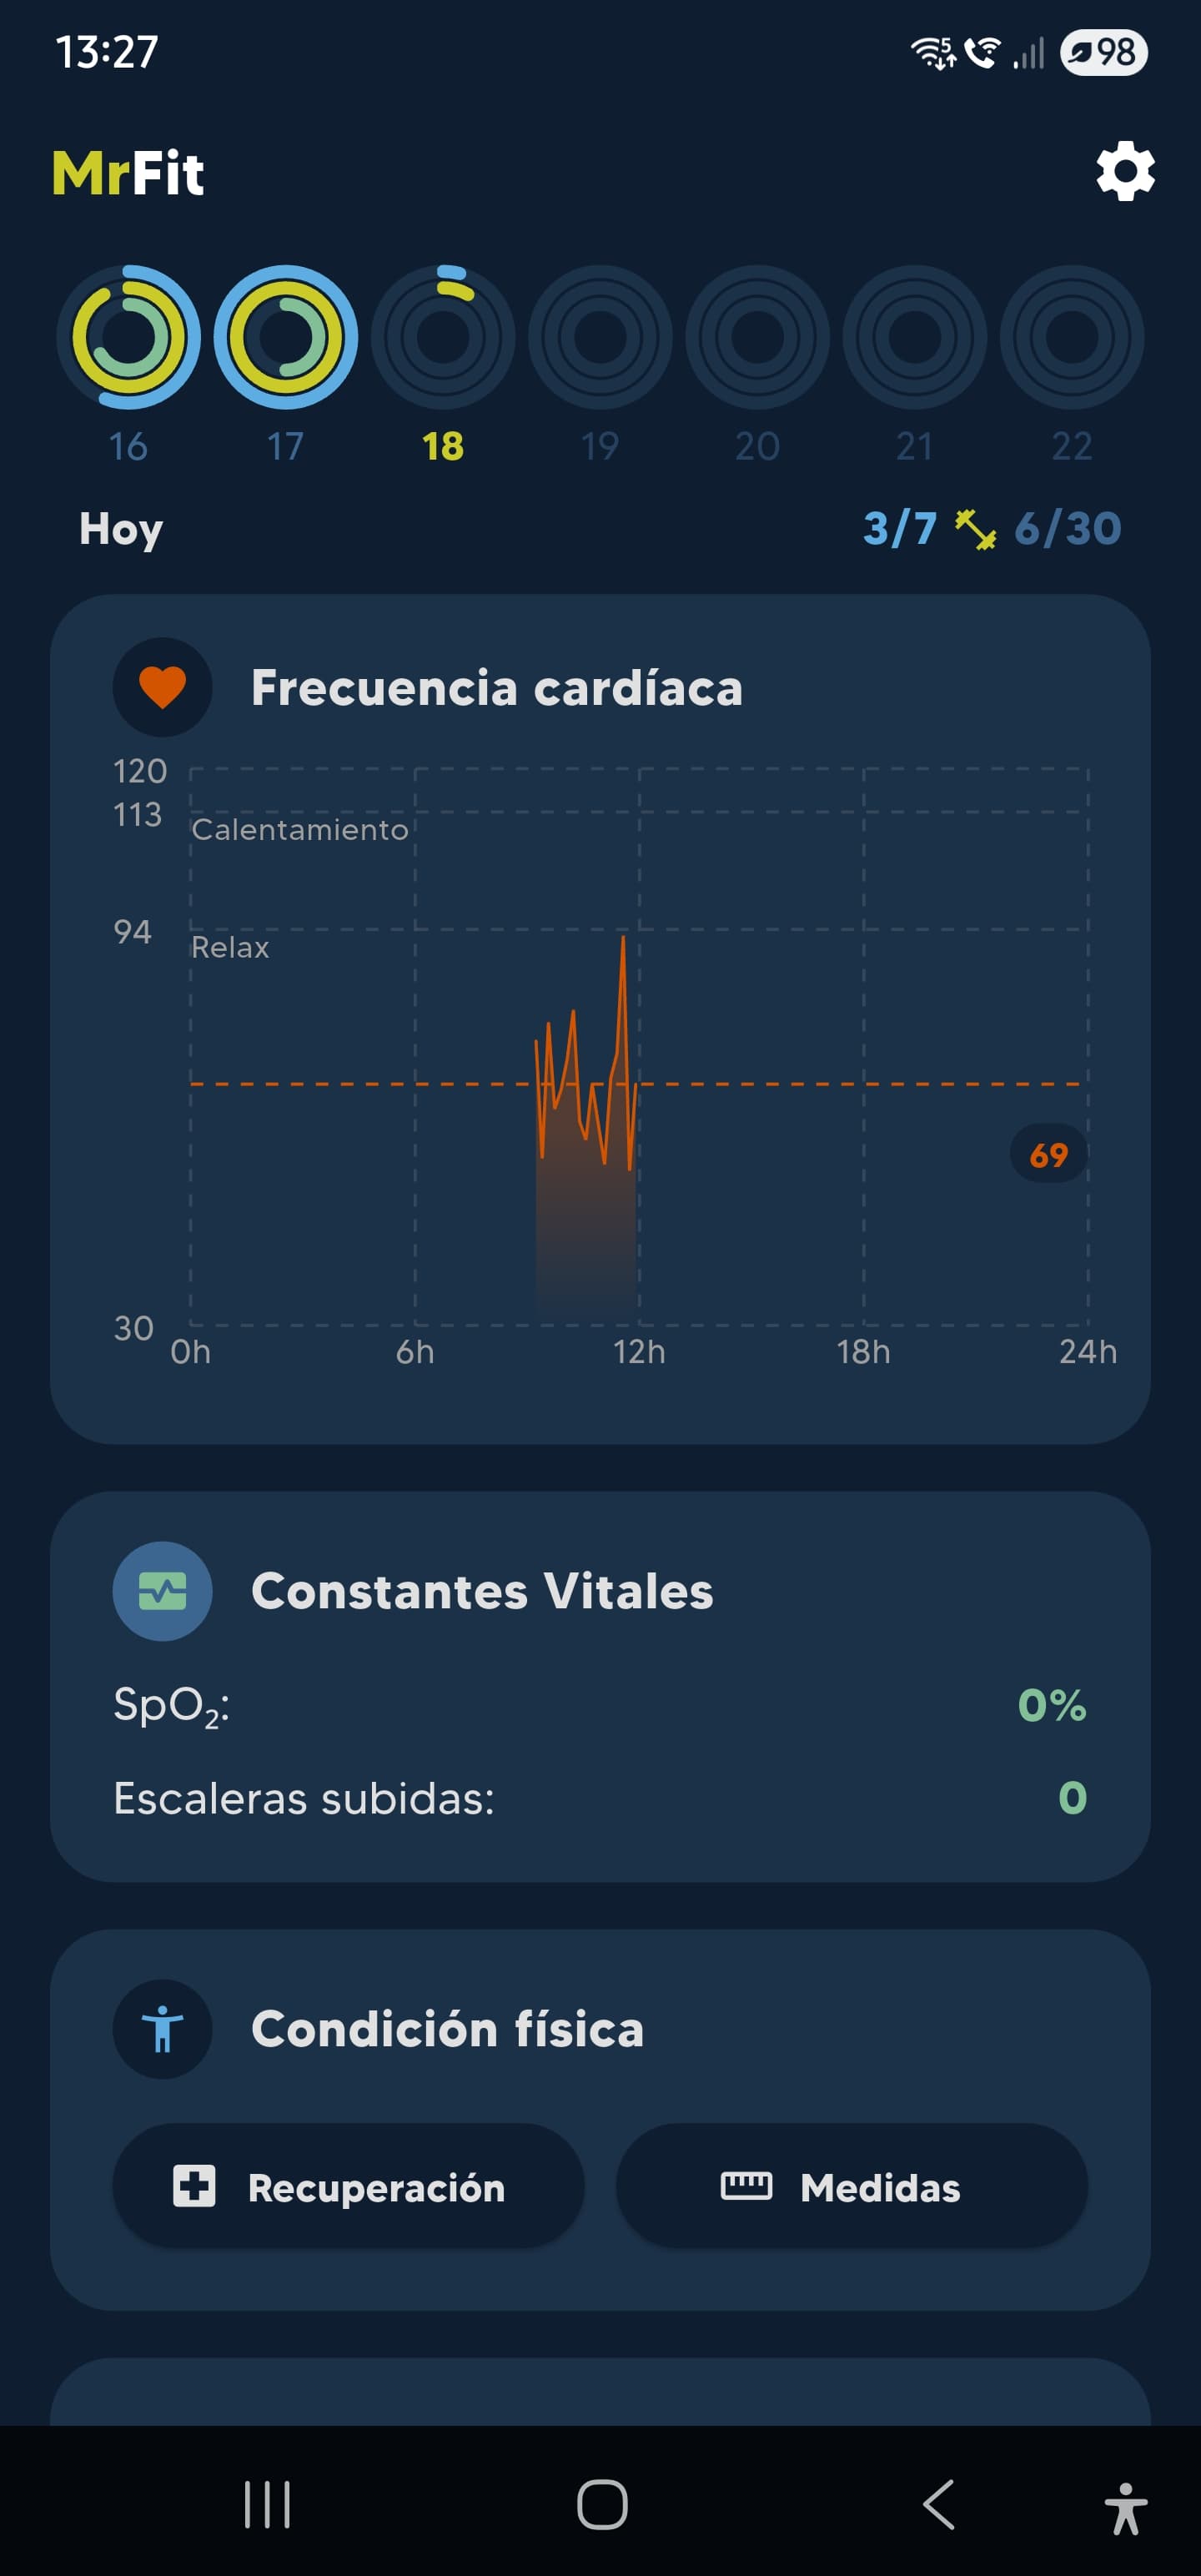 13:27
5
98
MrFit
16 17 18 19 20 21 22
Hoy
3/7 6/30
Frecuencia cardíaca
120
113
Calentamiento
94
Relax
69
30
0h 6h 12h 18h 24h
Constantes Vitales
SpO₂: 0%
Escaleras subidas: 0
Condición física
Recuperación
Medidas